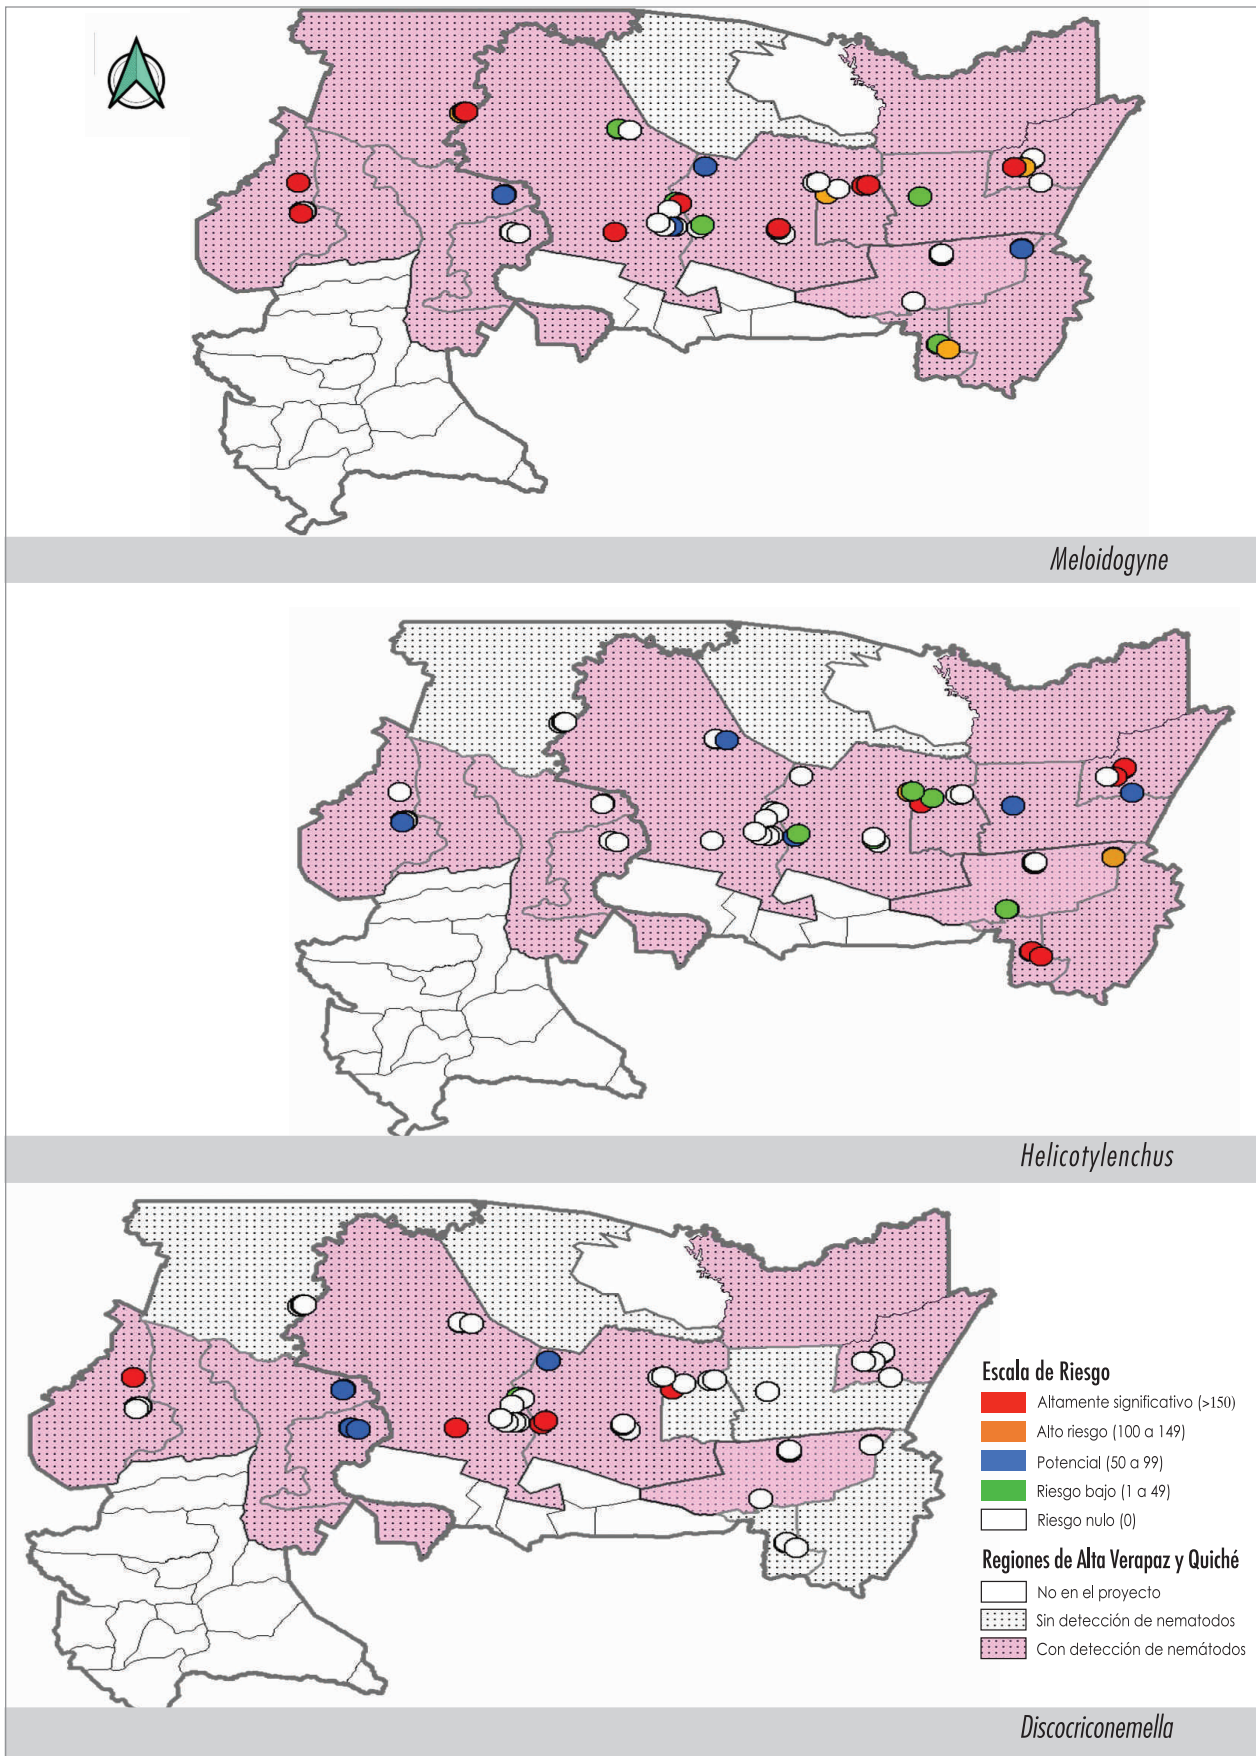 Meloidogyne
Helicotylenchus
Escala de Riesgo
Altamente significativo (>150)
Alto riesgo (100 a 149)
Potencial (50 a 99)
Riesgo bajo (1 a 49)
Riesgo nulo (0)
Regiones de Alta Verapaz y Quiché
No en el proyecto
Sin detección de nematodos
Con detección de nemátodos
Discocriconemella